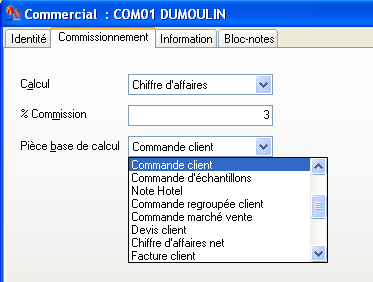 Commercial : COM01 DUMOULIN
Identité Commissionnement Information Bloc-notes
Calcul Chiffre d'affaires
% Commission 3
Pièce base de calcul Commande client
Commande client
Commande d'échantillons
Note Hotel
Commande regroupée client
Commande marché vente
Devis client
Chiffre d'affaires net
Facture client